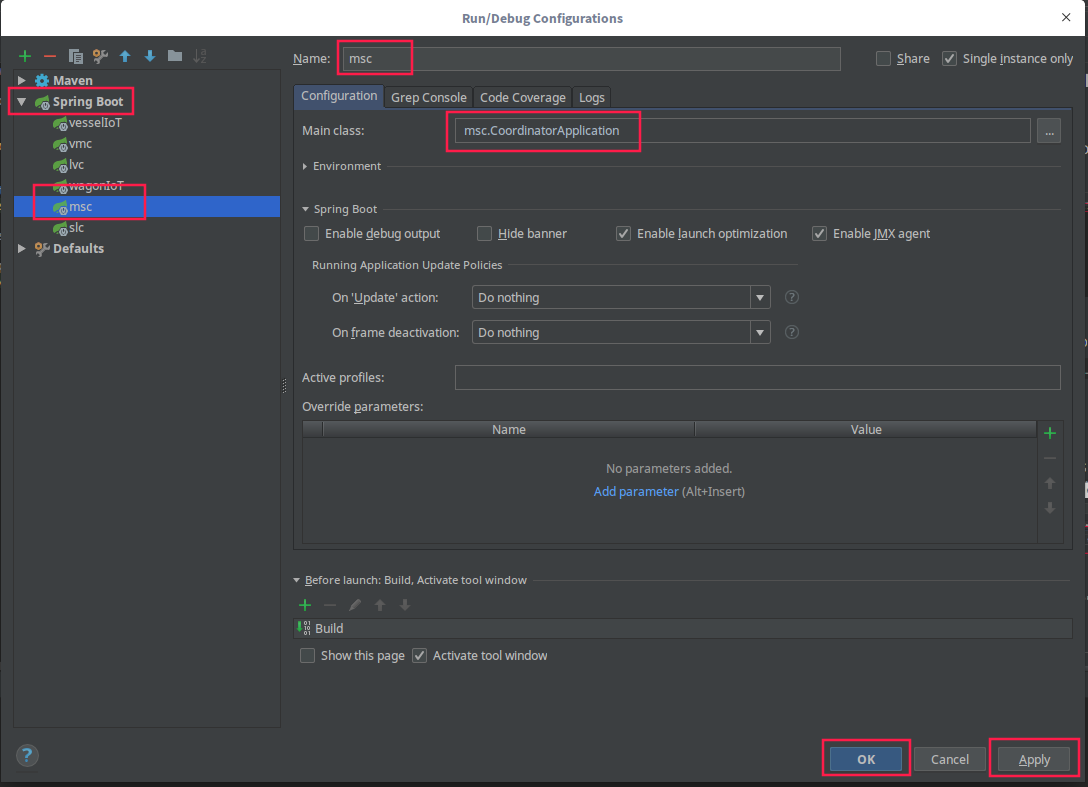 Run/Debug Configurations
Name: msc Share Single instance only
Maven
Spring Boot
vesselIoT
vmc
lvc
wagonIoT
msc
slc
Defaults
Configuration Grep Console Code Coverage Logs
Main class: msc.CoordinatorApplication ...
Environment
Spring Boot
Enable debug output Hide banner Enable launch optimization Enable JMX agent
Running Application Update Policies
On 'Update' action: Do nothing ?
On frame deactivation: Do nothing ?
Active profiles:
Override parameters:
Name Value
No parameters added.
Add parameter (Alt+Insert)
Before launch: Build, Activate tool window
Build
Show this page Activate tool window
? OK Cancel Apply